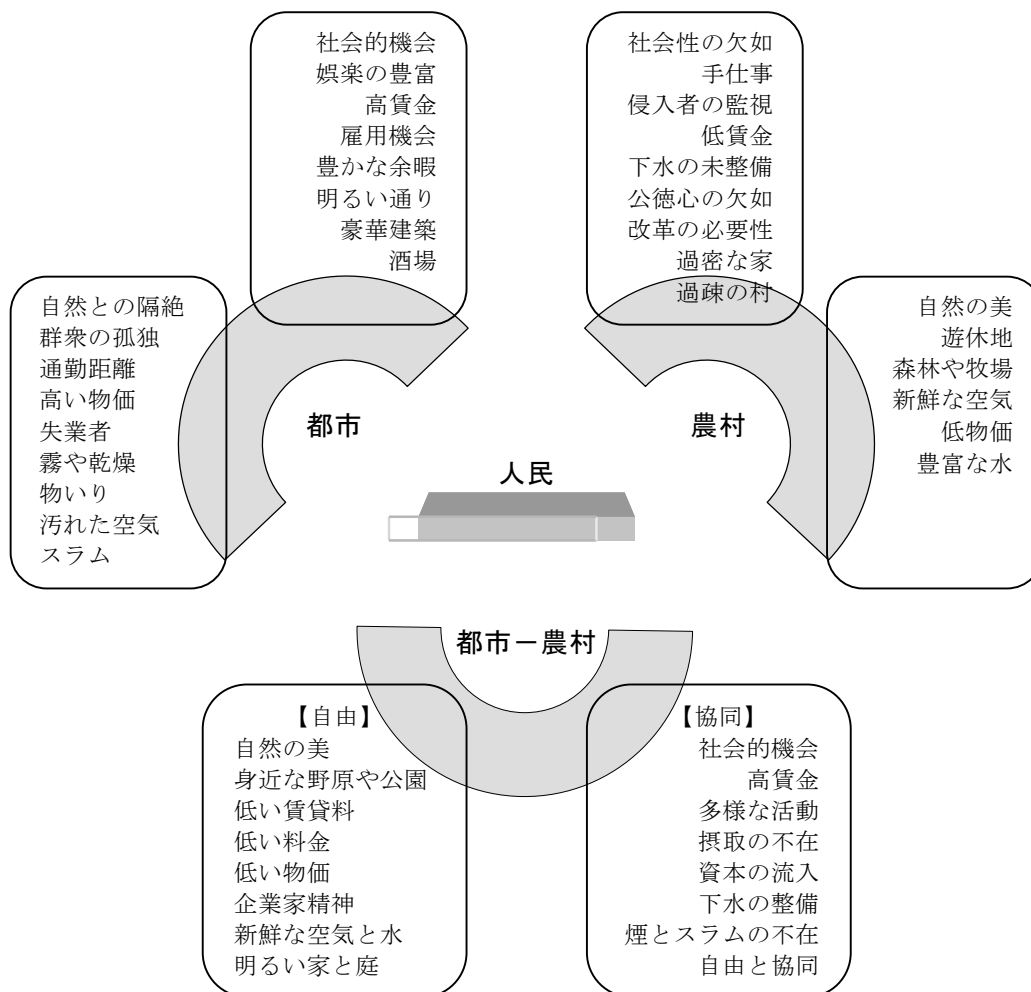 社会的機会
娯楽の豊富
高賃金
雇用機会
豊かな余暇
明るい通り
豪華建築
酒場
社会性の欠如
手仕事
侵入者の監視
低賃金
下水の未整備
公徳心の欠如
改革の必要性
過密な家
過疎の村
自然との隔絶
群衆の孤独
通勤距離
高い物価
失業者
霧や乾燥
物いり
汚れた空気
スラム
自然の美
遊休地
森林や牧場
新鮮な空気
低物価
豊富な水
都市
農村
人民
都市－農村
【自由】
自然の美
身近な野原や公園
低い賃貸料
低い料金
低い物価
企業家精神
新鮮な空気と水
明るい家と庭
【協同】
社会的機会
高賃金
多様な活動
摂取の不在
資本の流入
下水の整備
煙とスラムの不在
自由と協同